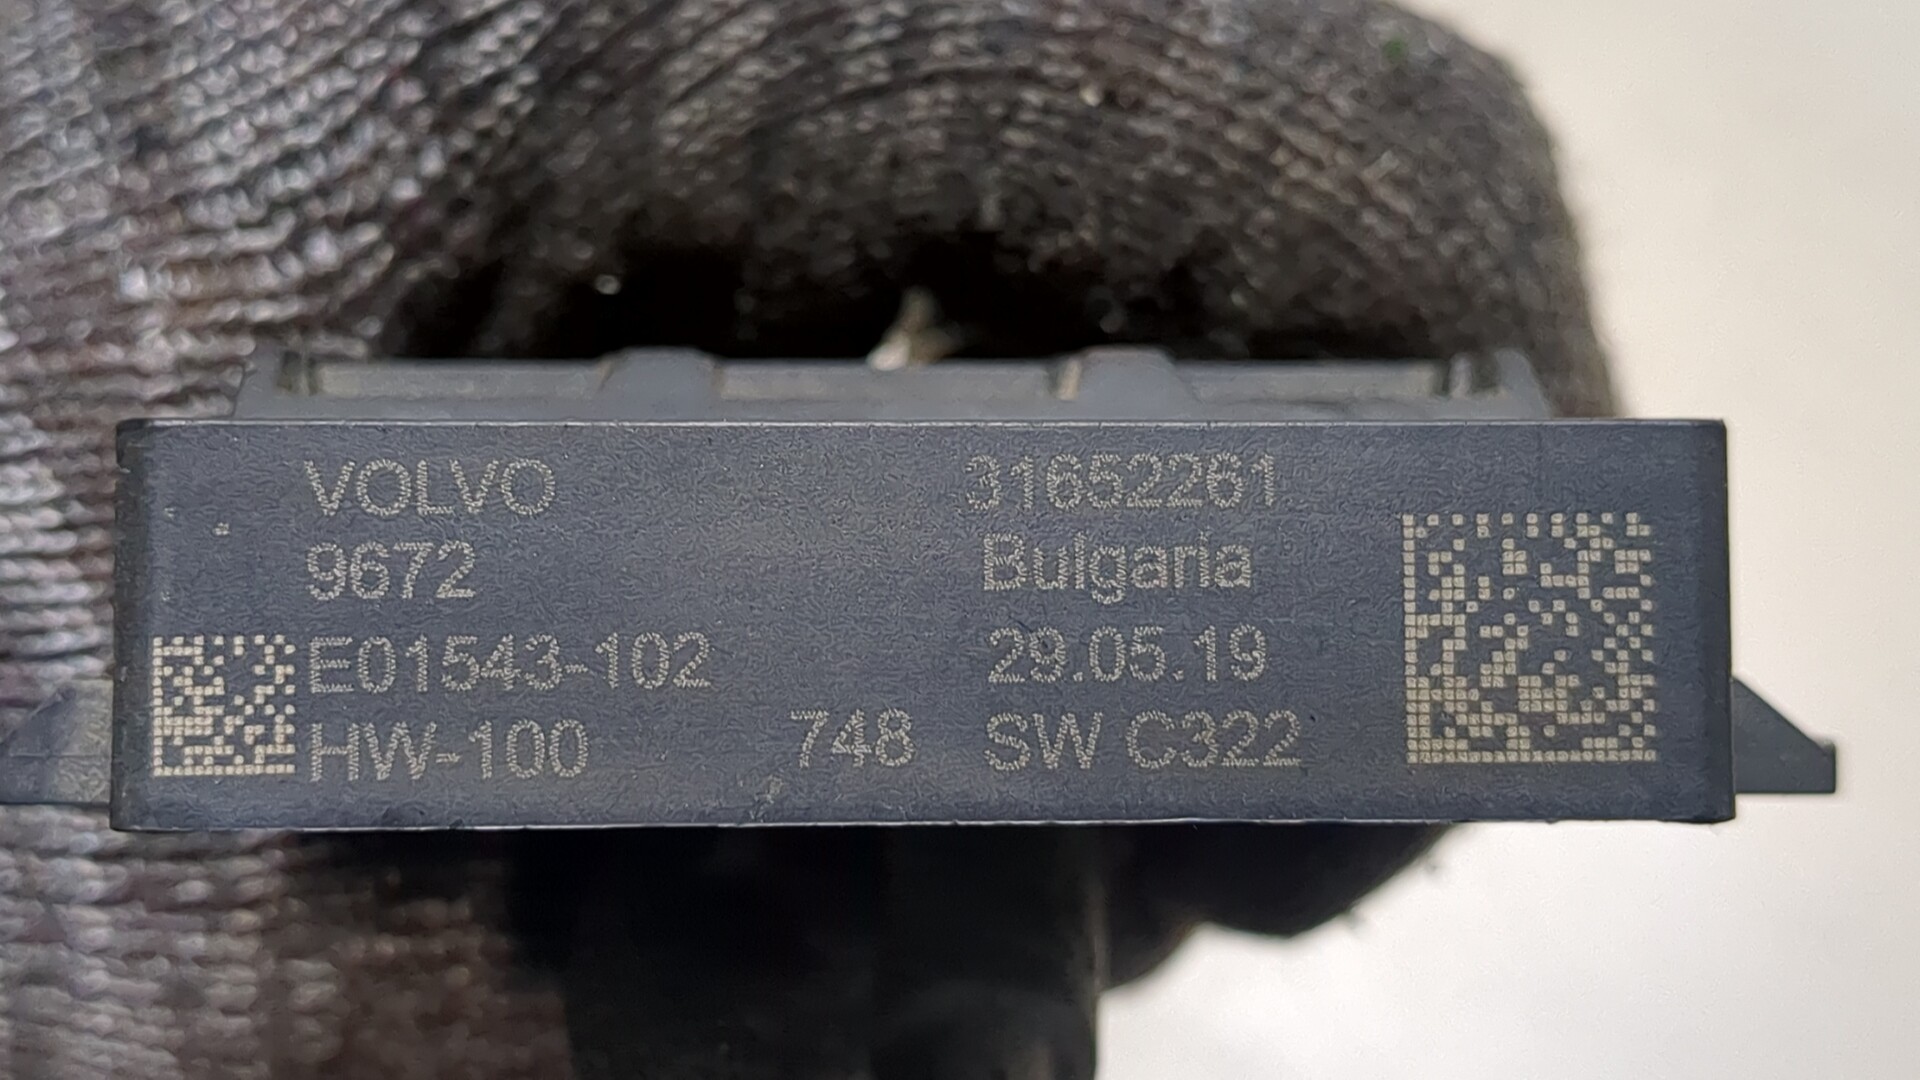 VOLVO 31652261
9672 Bulgaria
E01543-102 29.05.19
HW-100 748 SW C322